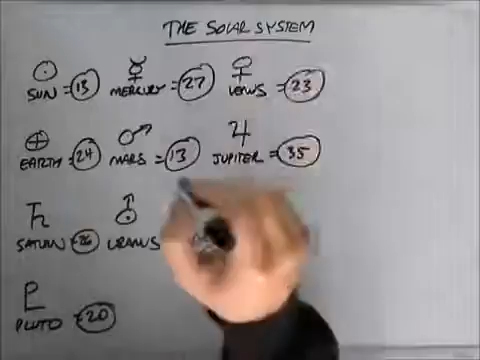 THE SOLAR SYSTEM
SUN = 13 MERCURY = 27 VENUS = 23
EARTH = 24 MARS = 13 JUPITER = 35
SATURN = 26 URANUS
PLUTO = 20